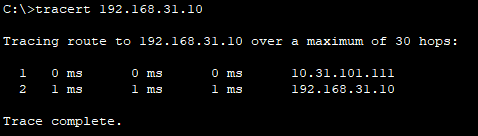 C:\>tracert 192.168.31.10
Tracing route to 192.168.31.10 over a maximum of 30 hops:
1 0 ms 0 ms 0 ms 10.31.101.111
2 1 ms 1 ms 1 ms 192.168.31.10
Trace complete.